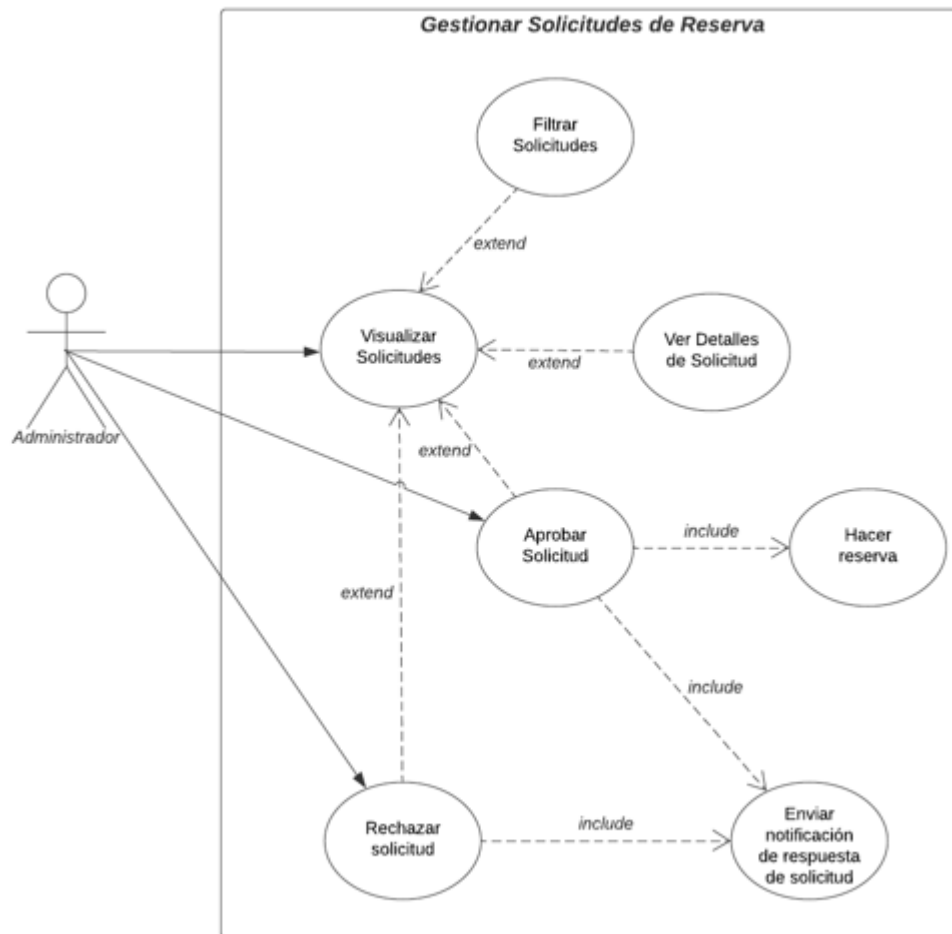 Gestionar Solicitudes de Reserva
Filtrar
Solicitudes
extend
Visualizar
Solicitudes
extend
Ver Detalles
de Solicitud
Administrador
extend
Aprobar
Solicitud
include
Hacer
reserva
extend
include
Rechazar
solicitud
include
Enviar
notificación
de respuesta
de solicitud